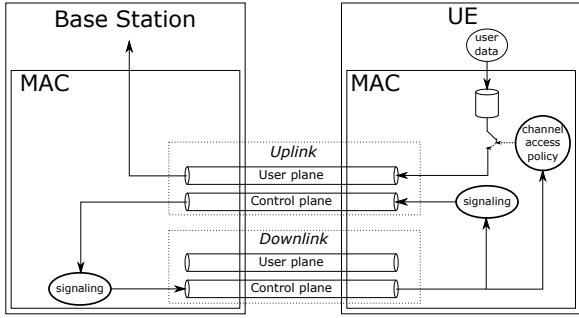 Base Station
UE
MAC
MAC
user
data
channel
access
policy
Uplink
User plane
Control plane
signaling
Downlink
User plane
signaling
Control plane